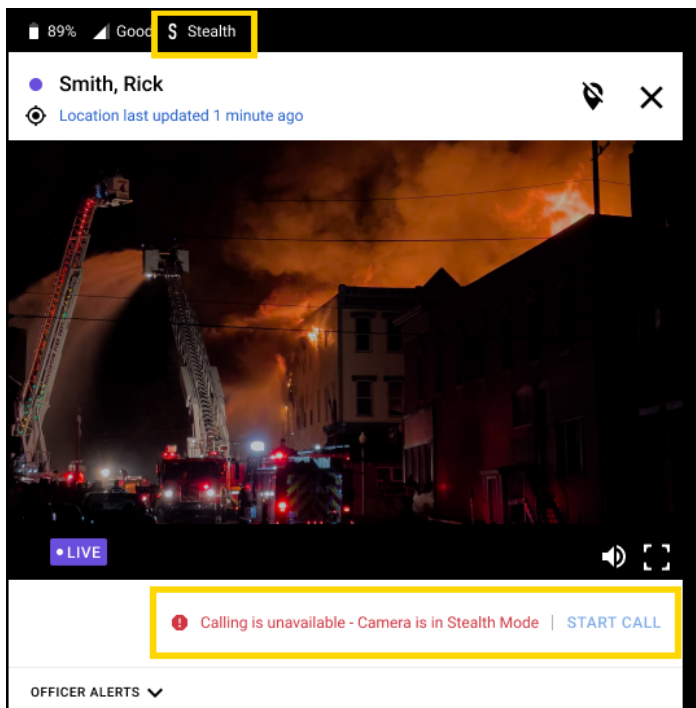 89% Good S Stealth
Smith, Rick
Location last updated 1 minute ago
LIVE
Calling is unavailable - Camera is in Stealth Mode | START CALL
OFFICER ALERTS